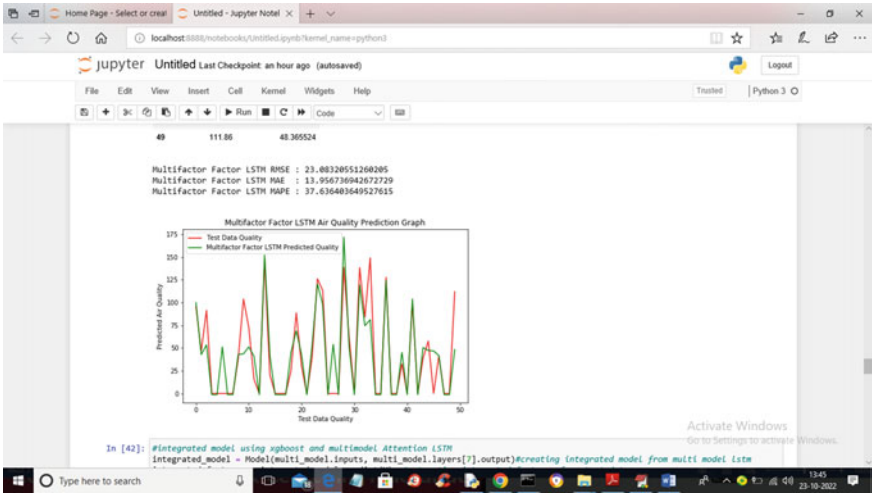 Home Page - Select or creat
Untitled - Jupyter Notel
localhost:8888/notebooks/Untitled.ipynb?kernel_name=python3
jupyter Untitled Last Checkpoint: an hour ago (autosaved)
Logout
File Edit View Insert Cell Kernel Widgets Help
Trusted Python 3
Run Code
49 111.86 48.365524
Multifactor Factor LSTM RMSE : 23.08320551260205
Multifactor Factor LSTM MAE : 13.956736942672729
Multifactor Factor LSTM MAPE : 37.636403649527615
Multifactor Factor LSTM Air Quality Prediction Graph
Test Data Quality
Multifactor Factor LSTM Predicted Quality
Predicted Air Quality
175
150
125
100
75
50
25
0
0 10 20 30 40 50
Test Data Quality
Activate Windows
Go to Settings to activate Windows.
In [42]: #integrated model using xgboost and multimodel Attention LSTM
integrated_model = Model(multi_model.inputs, multi_model.layers[7].output)#creating integrated model from multi model lstm
Type here to search
13:45
23-10-2022